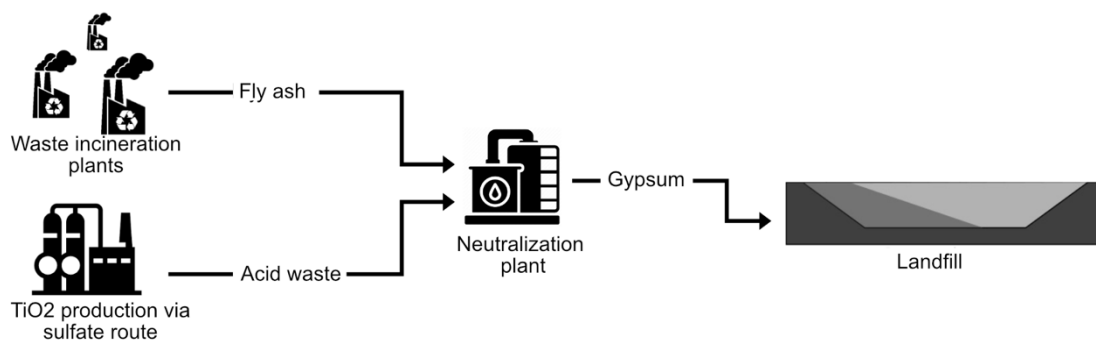 Waste incineration
plants
Fly ash
TiO2 production via
sulfate route
Acid waste
Neutralization
plant
Gypsum
Landfill